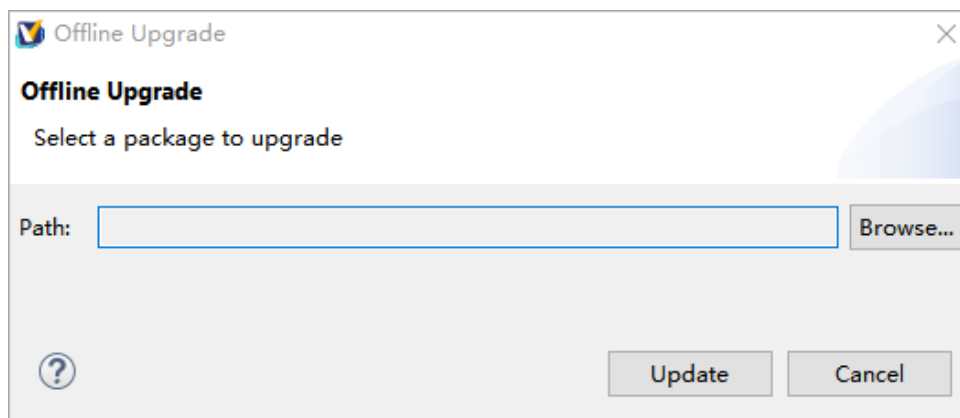 Offline Upgrade
Offline Upgrade
Select a package to upgrade
Path: Browse...
Update Cancel